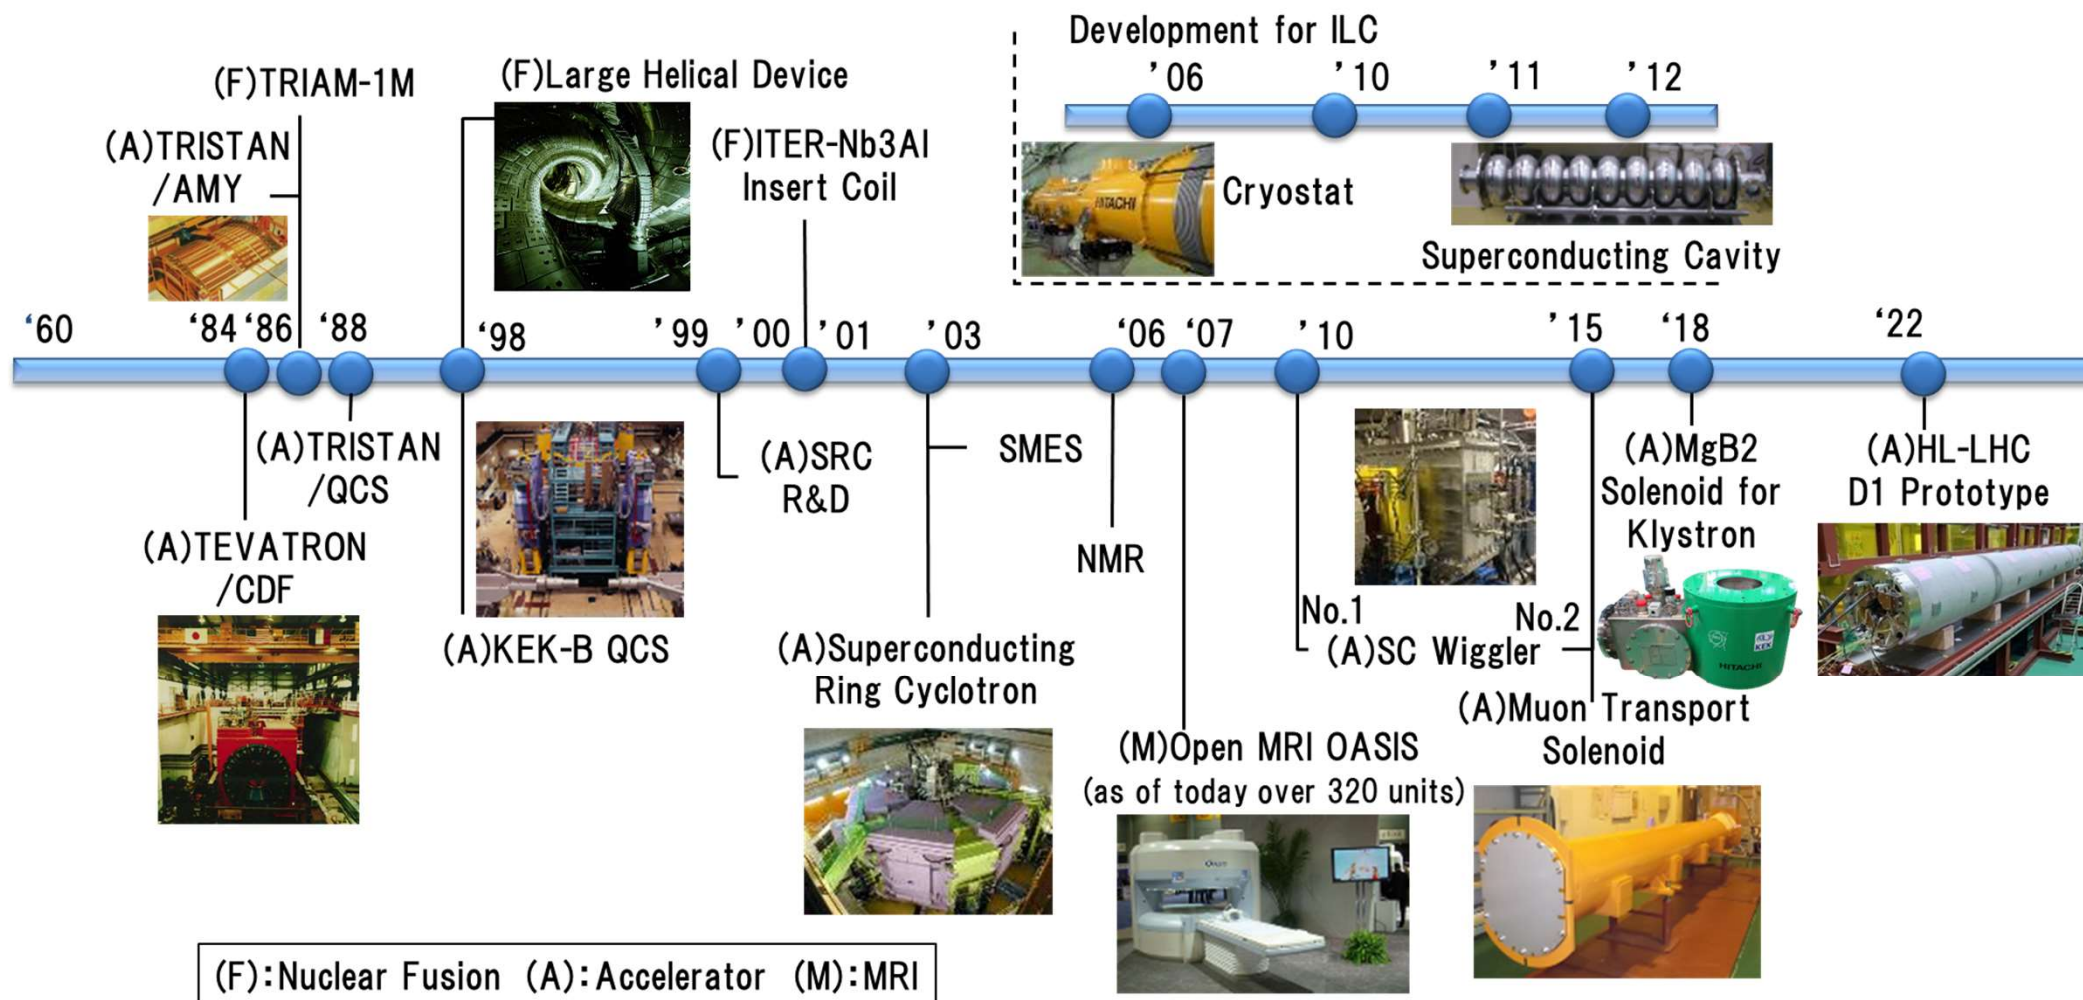 Development for ILC
’06
’10
’11
’12
Cryostat
HITACHI
Superconducting Cavity
(F)TRIAM-1M
(A)TRISTAN
/AMY
(F)Large Helical Device
(F)ITER-Nb3Al
Insert Coil
‘60
‘84
‘86
‘88
‘98
’99
’00
’01
’03
‘06
‘07
’10
’15
‘18
‘22
(A)TRISTAN
/QCS
(A)TEVATRON
/CDF
(A)KEK-B QCS
(A)SRC
R&D
SMES
(A)Superconducting
Ring Cyclotron
NMR
(M)Open MRI OASIS
(as of today over 320 units)
OASIS
No.1
No.2
(A)SC Wiggler
(A)Muon Transport
Solenoid
(A)MgB2
Solenoid for
Klystron
KEK
HITACHI
(A)HL-LHC
D1 Prototype
(F):Nuclear Fusion (A):Accelerator (M):MRI